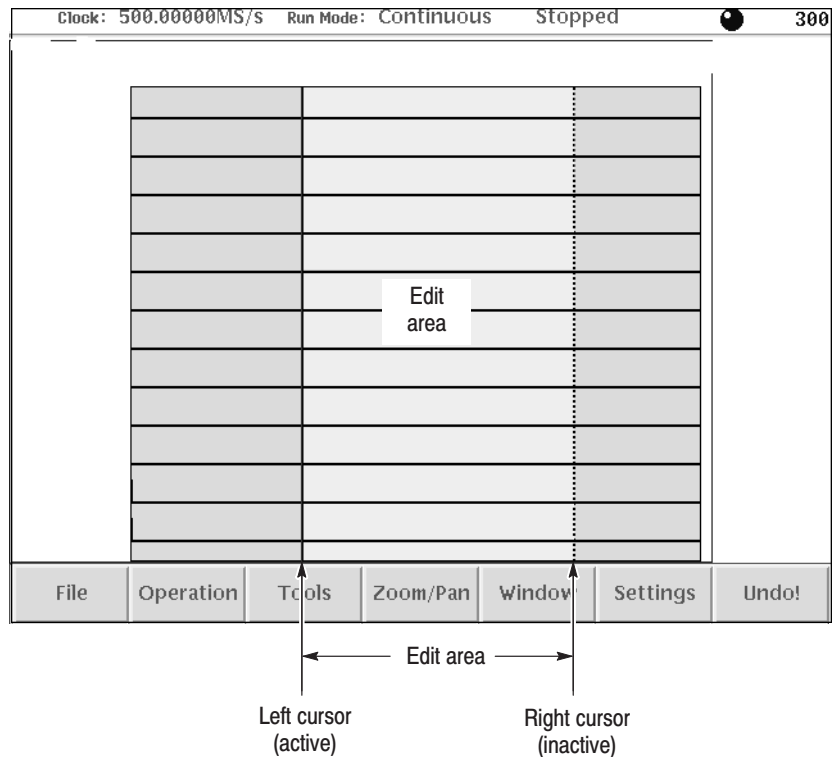 Clock: 500.00000MS/s Run Mode: Continuous Stopped 300
Edit
area
File Operation Tools Zoom/Pan Window Settings Undo!
Edit area
Left cursor
(active)
Right cursor
(inactive)